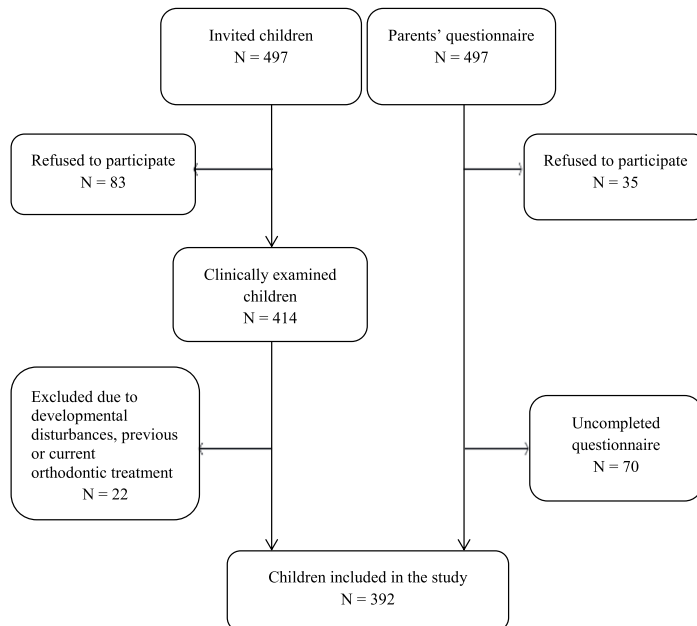 Invited children
N = 497
Parents’ questionnaire
N = 497
Refused to participate
N = 83
Refused to participate
N = 35
Clinically examined
children
N = 414
Excluded due to
developmental
disturbances, previous
or current
orthodontic treatment
N = 22
Uncompleted
questionnaire
N = 70
Children included in the study
N = 392